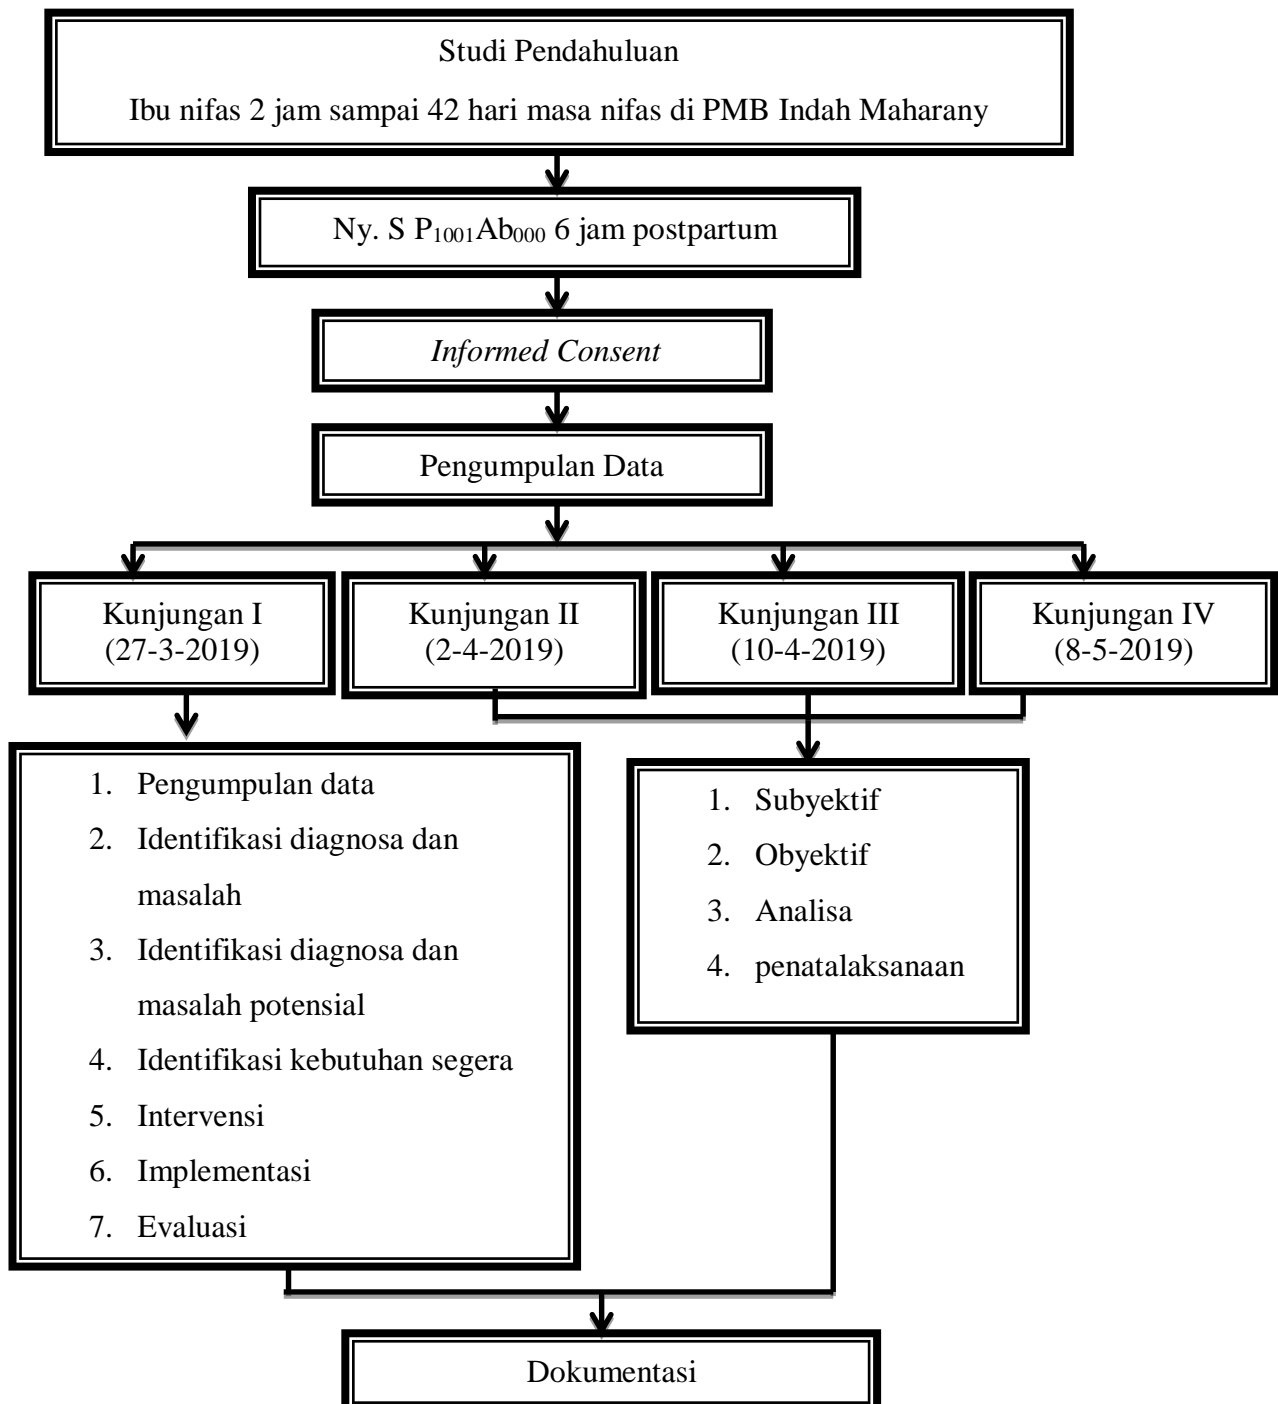 Studi Pendahuluan
Ibu nifas 2 jam sampai 42 hari masa nifas di PMB Indah Maharany
Ny. S P₁₀₀₁Ab₀₀₀ 6 jam postpartum
Informed Consent
Pengumpulan Data
Kunjungan I
(27-3-2019)
Kunjungan II
(2-4-2019)
Kunjungan III
(10-4-2019)
Kunjungan IV
(8-5-2019)
1. Pengumpulan data
2. Identifikasi diagnosa dan
masalah
3. Identifikasi diagnosa dan
masalah potensial
4. Identifikasi kebutuhan segera
5. Intervensi
6. Implementasi
7. Evaluasi
1. Subyektif
2. Obyektif
3. Analisa
4. penatalaksanaan
Dokumentasi